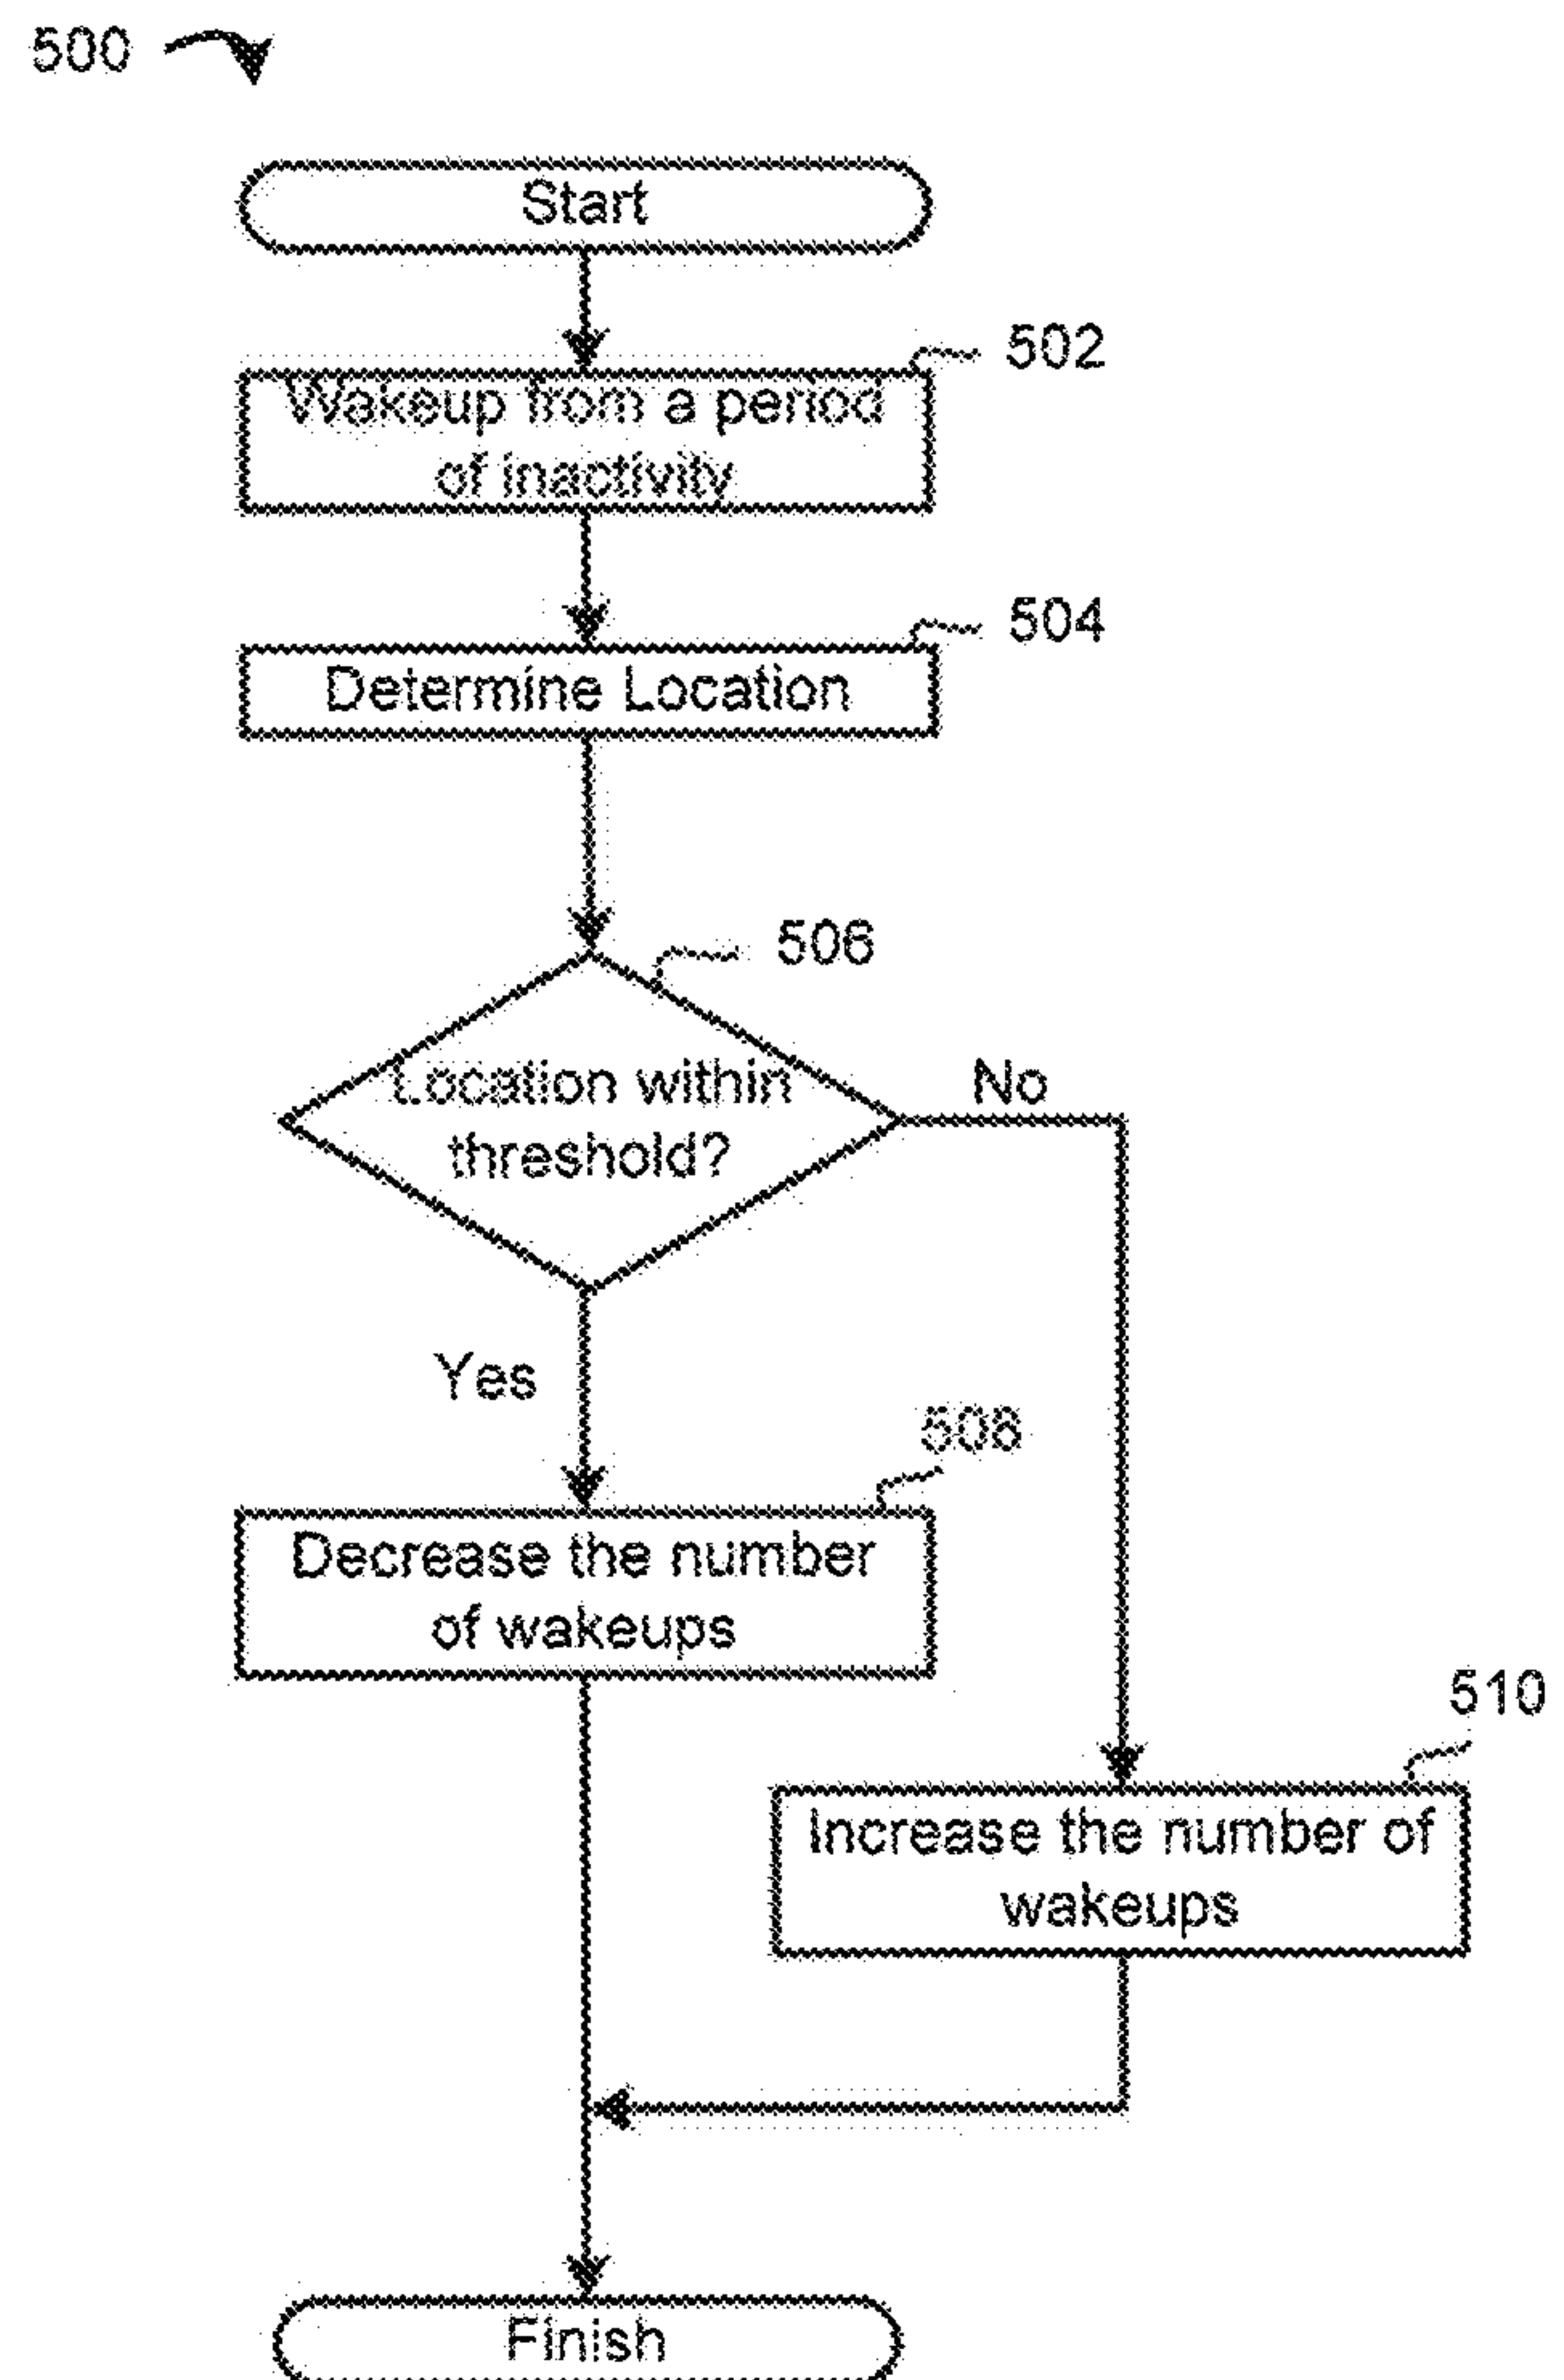 500
Start
502
Wakeup from a period
of inactivity
504
Determine Location
506
Location within
threshold?
No
Yes
508
Decrease the number
of wakeups
510
Increase the number of
wakeups
Finish